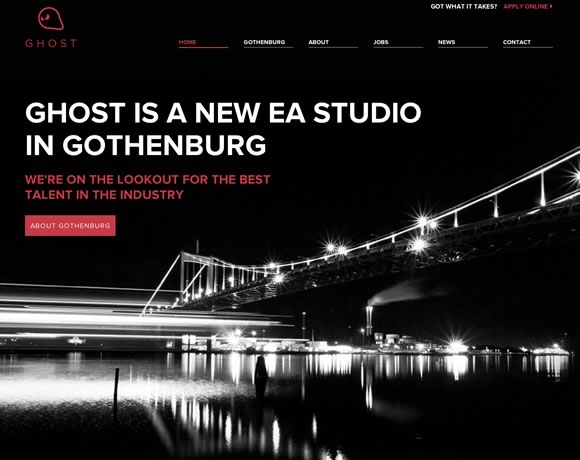 GOT WHAT IT TAKES? APPLY ONLINE
GHOST
HOME GOTHENBURG ABOUT JOBS NEWS CONTACT
GHOST IS A NEW EA STUDIO
IN GOTHENBURG
WE'RE ON THE LOOKOUT FOR THE BEST
TALENT IN THE INDUSTRY
ABOUT GOTHENBURG